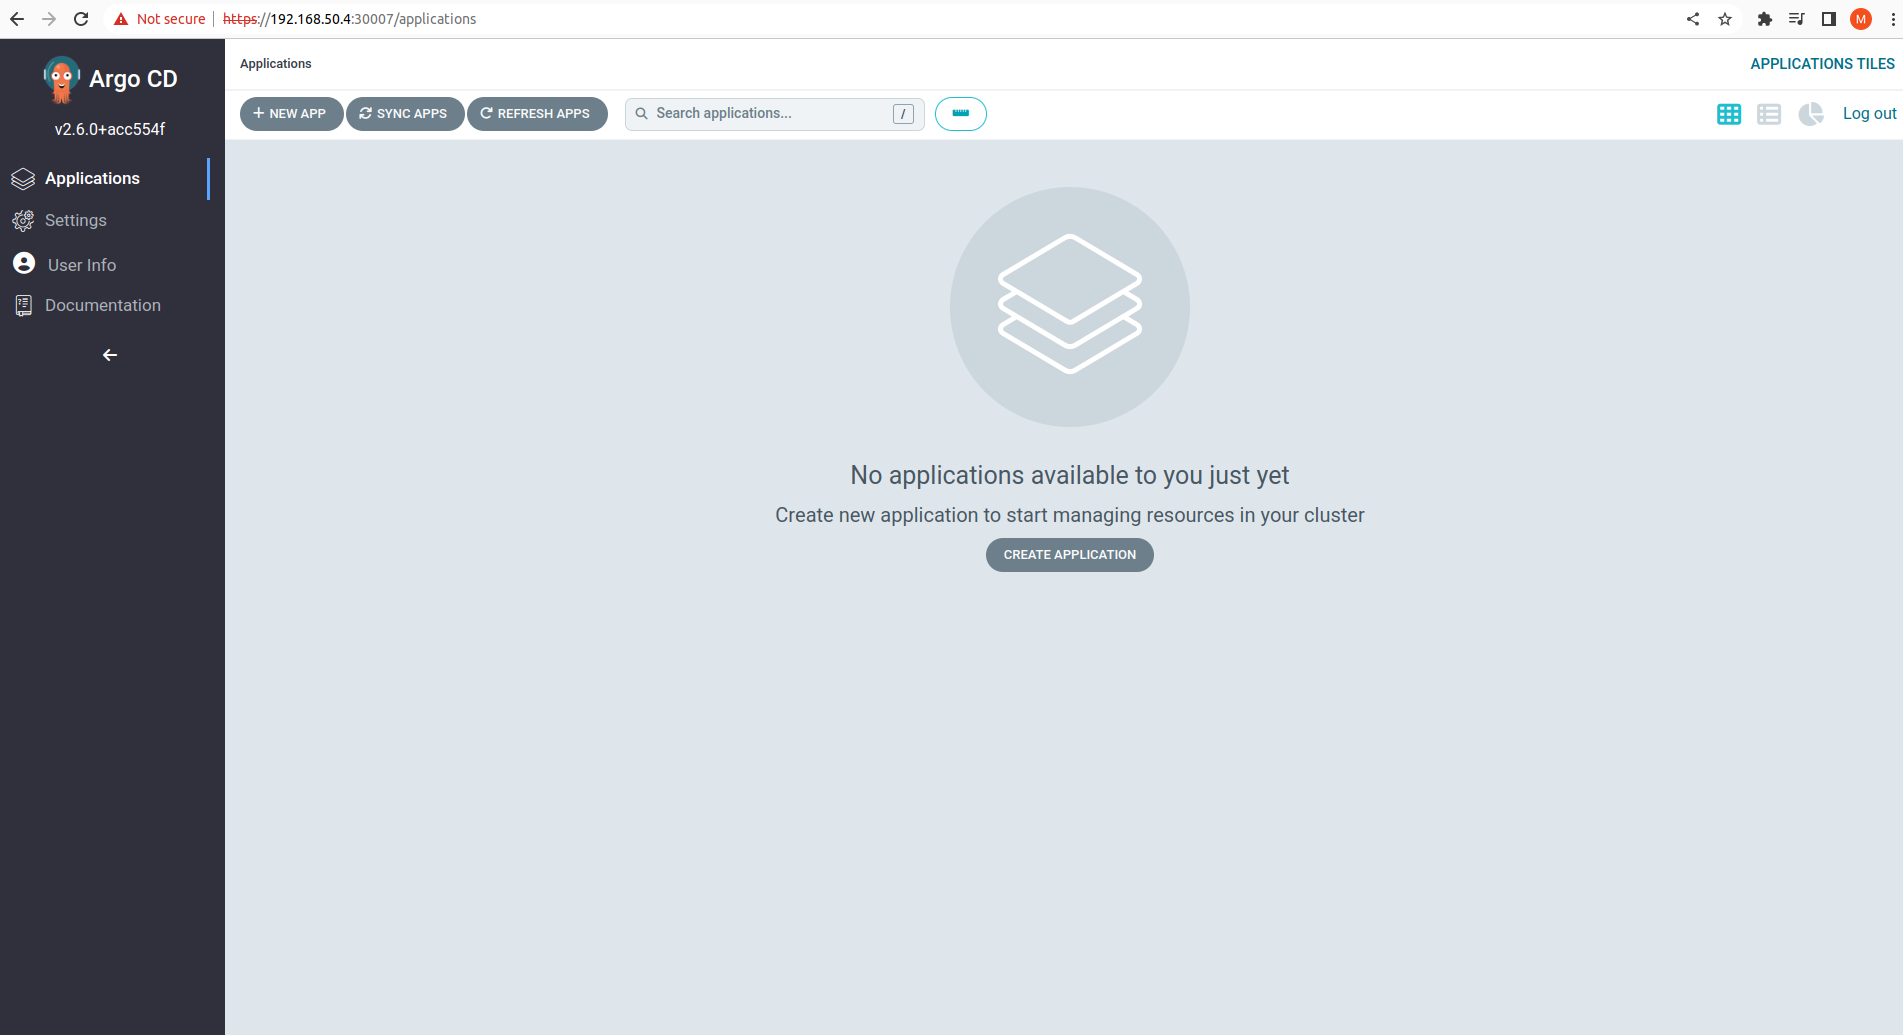 Not secure https://192.168.50.4:30007/applications M
Argo CD
v2.6.0+acc554f
Applications
Settings
User Info
Documentation
Applications APPLICATIONS TILES
NEW APP SYNC APPS REFRESH APPS Search applications... / Log out
No applications available to you just yet
Create new application to start managing resources in your cluster
CREATE APPLICATION